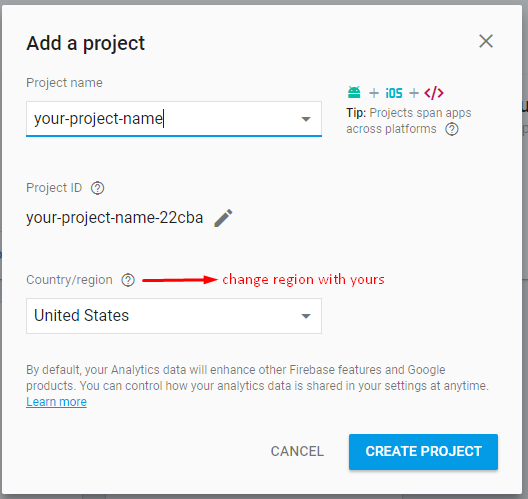 Add a project
Project name
your-project-name
+ iOS + </>
Tip: Projects span apps
across platforms ?
Project ID ?
your-project-name-22cba
Country/region ? change region with yours
United States
By default, your Analytics data will enhance other Firebase features and Google
products. You can control how your analytics data is shared in your settings at anytime.
Learn more
CANCEL
CREATE PROJECT